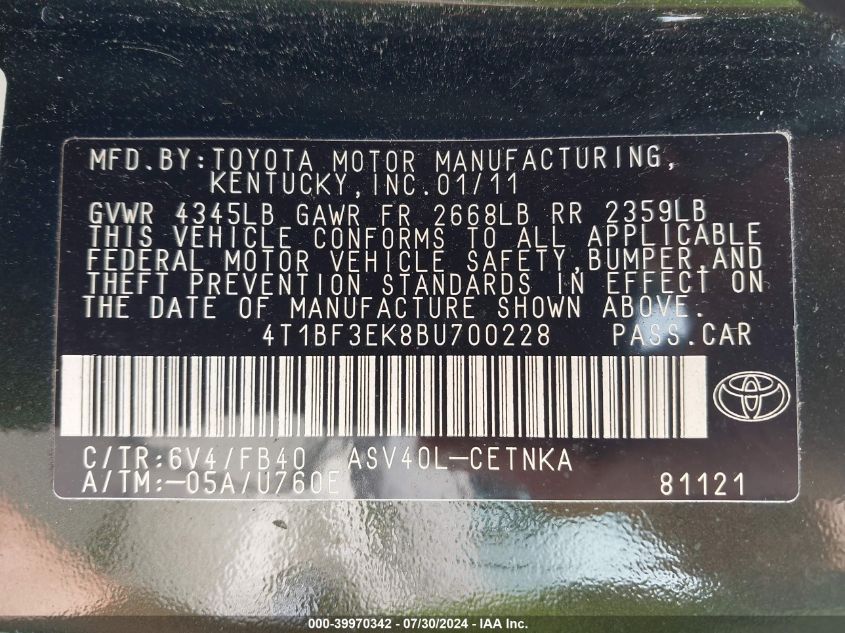 MFD.BY:TOYOTA MOTOR MANUFACTURING,
KENTUCKY,INC.01/11
GVWR 4345LB GAWR FR 2668LB RR 2359LB
THIS VEHICLE CONFORMS TO ALL APPLICABLE
FEDERAL MOTOR VEHICLE SAFETY,BUMPER,AND
THEFT PREVENTION STANDARDS IN EFFECT ON
THE DATE OF MANUFACTURE SHOWN ABOVE.
4T1BF3EK8BU700228 PASS.CAR
C/TR:6V4/FB40 ASV40L-CETNKA
A/TM:-05A/U760E 81121
000-39970342 / 07/30/2024 - IAA Inc.